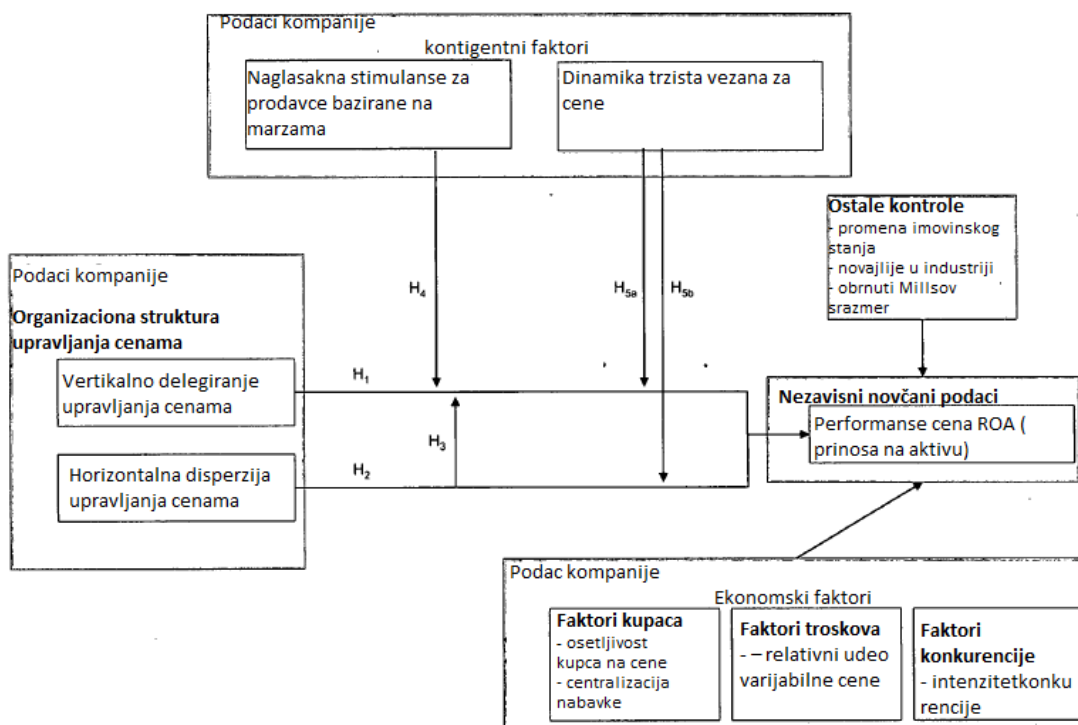 Podaci kompanije
kontigentni faktori
Naglasakna stimulanse za
prodavce bazirane na
marzama
Dinamika trzista vezana za
cene
Ostale kontrole
- promena imovinskog
stanja
- novajlije u industriji
- obrnuti Millsov
srazmer
Podaci kompanije
Organizaciona struktura
upravljanja cenama
Vertikalno delegiranje
upravljanja cenama
Horizontalna disperzija
upravljanja cenama
H4
H5a
H5b
H1
H3
H2
Nezavisni novčani podaci
Performanse cena ROA (
prinosa na aktivu)
Podac kompanije
Ekonomski faktori
Faktori kupaca
- osetljivost
kupca na cene
- centralizacija
nabavke
Faktori troskova
- – relativni udeo
varijabilne cene
Faktori
konkurencije
- intenzitetkonku
rencije